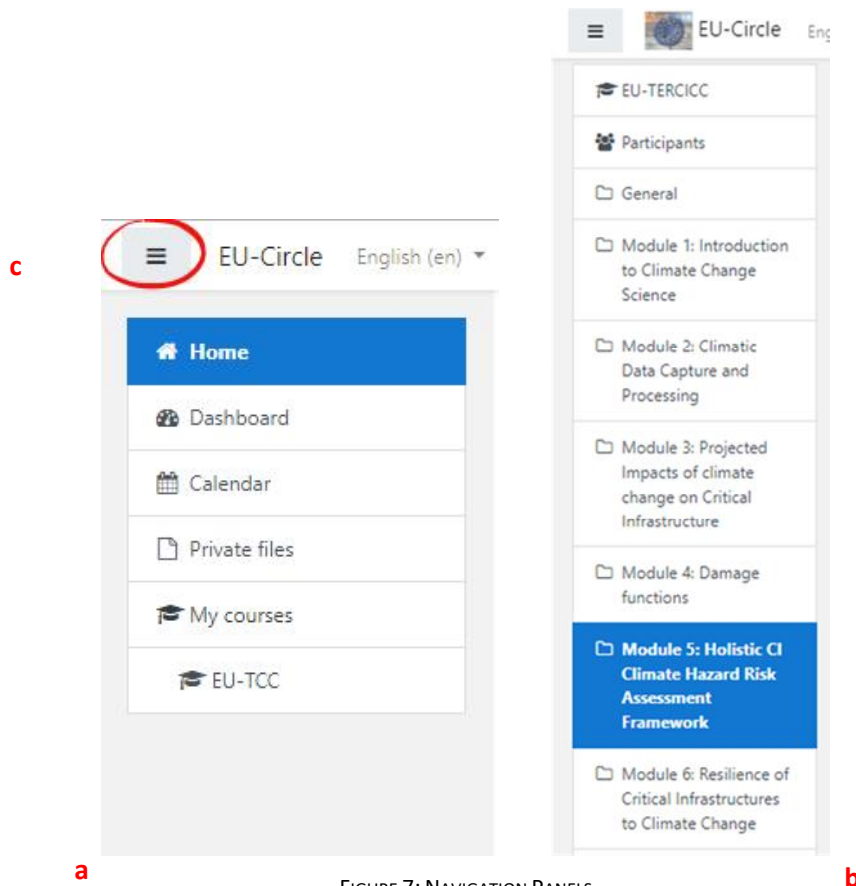 EU-Circle
EU-TERCICC
Participants
General
Module 1: Introduction
to Climate Change
Science
Module 2: Climatic
Data Capture and
Processing
Module 3: Projected
Impacts of climate
change on Critical
Infrastructure
Module 4: Damage
functions
Module 5: Holistic CI
Climate Hazard Risk
Assessment
Framework
Module 6: Resilience of
Critical Infrastructures
to Climate Change
c
EU-Circle English (en)
Home
Dashboard
Calendar
Private files
My courses
EU-TCC
a
b
FIGURE 7: NAVIGATION PANELS